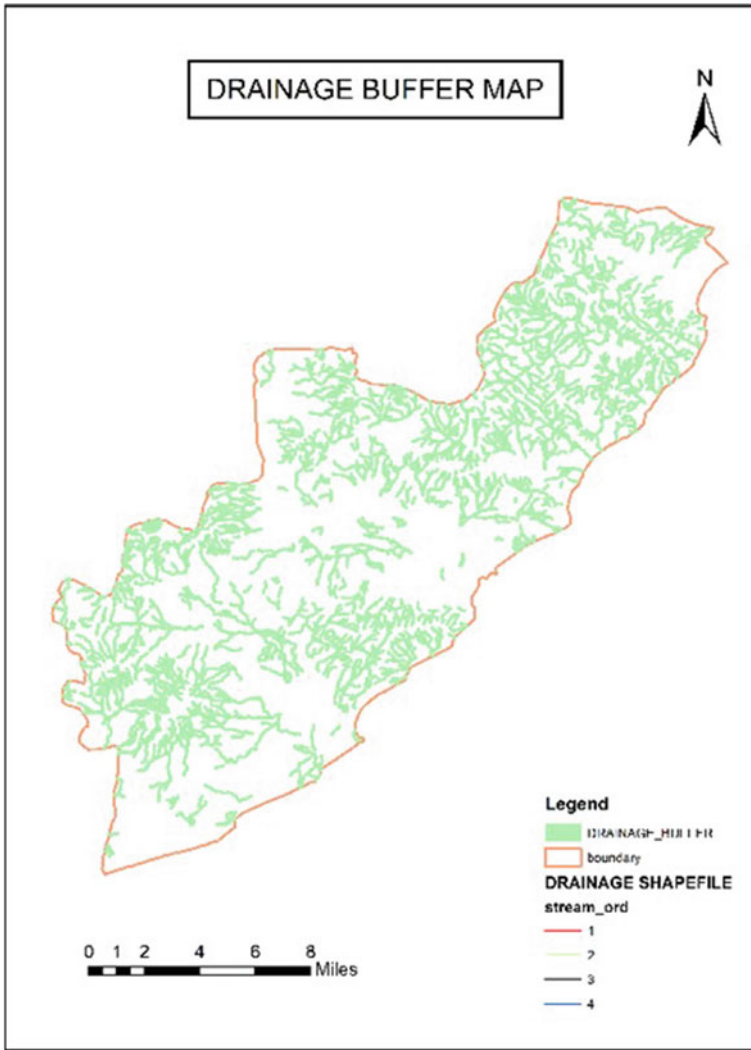 DRAINAGE BUFFER MAP
N
Legend
DRAINAGE_BUFFER
boundary
DRAINAGE SHAPEFILE
stream_ord
1
2
3
4
0 1 2 4 6 8
Miles